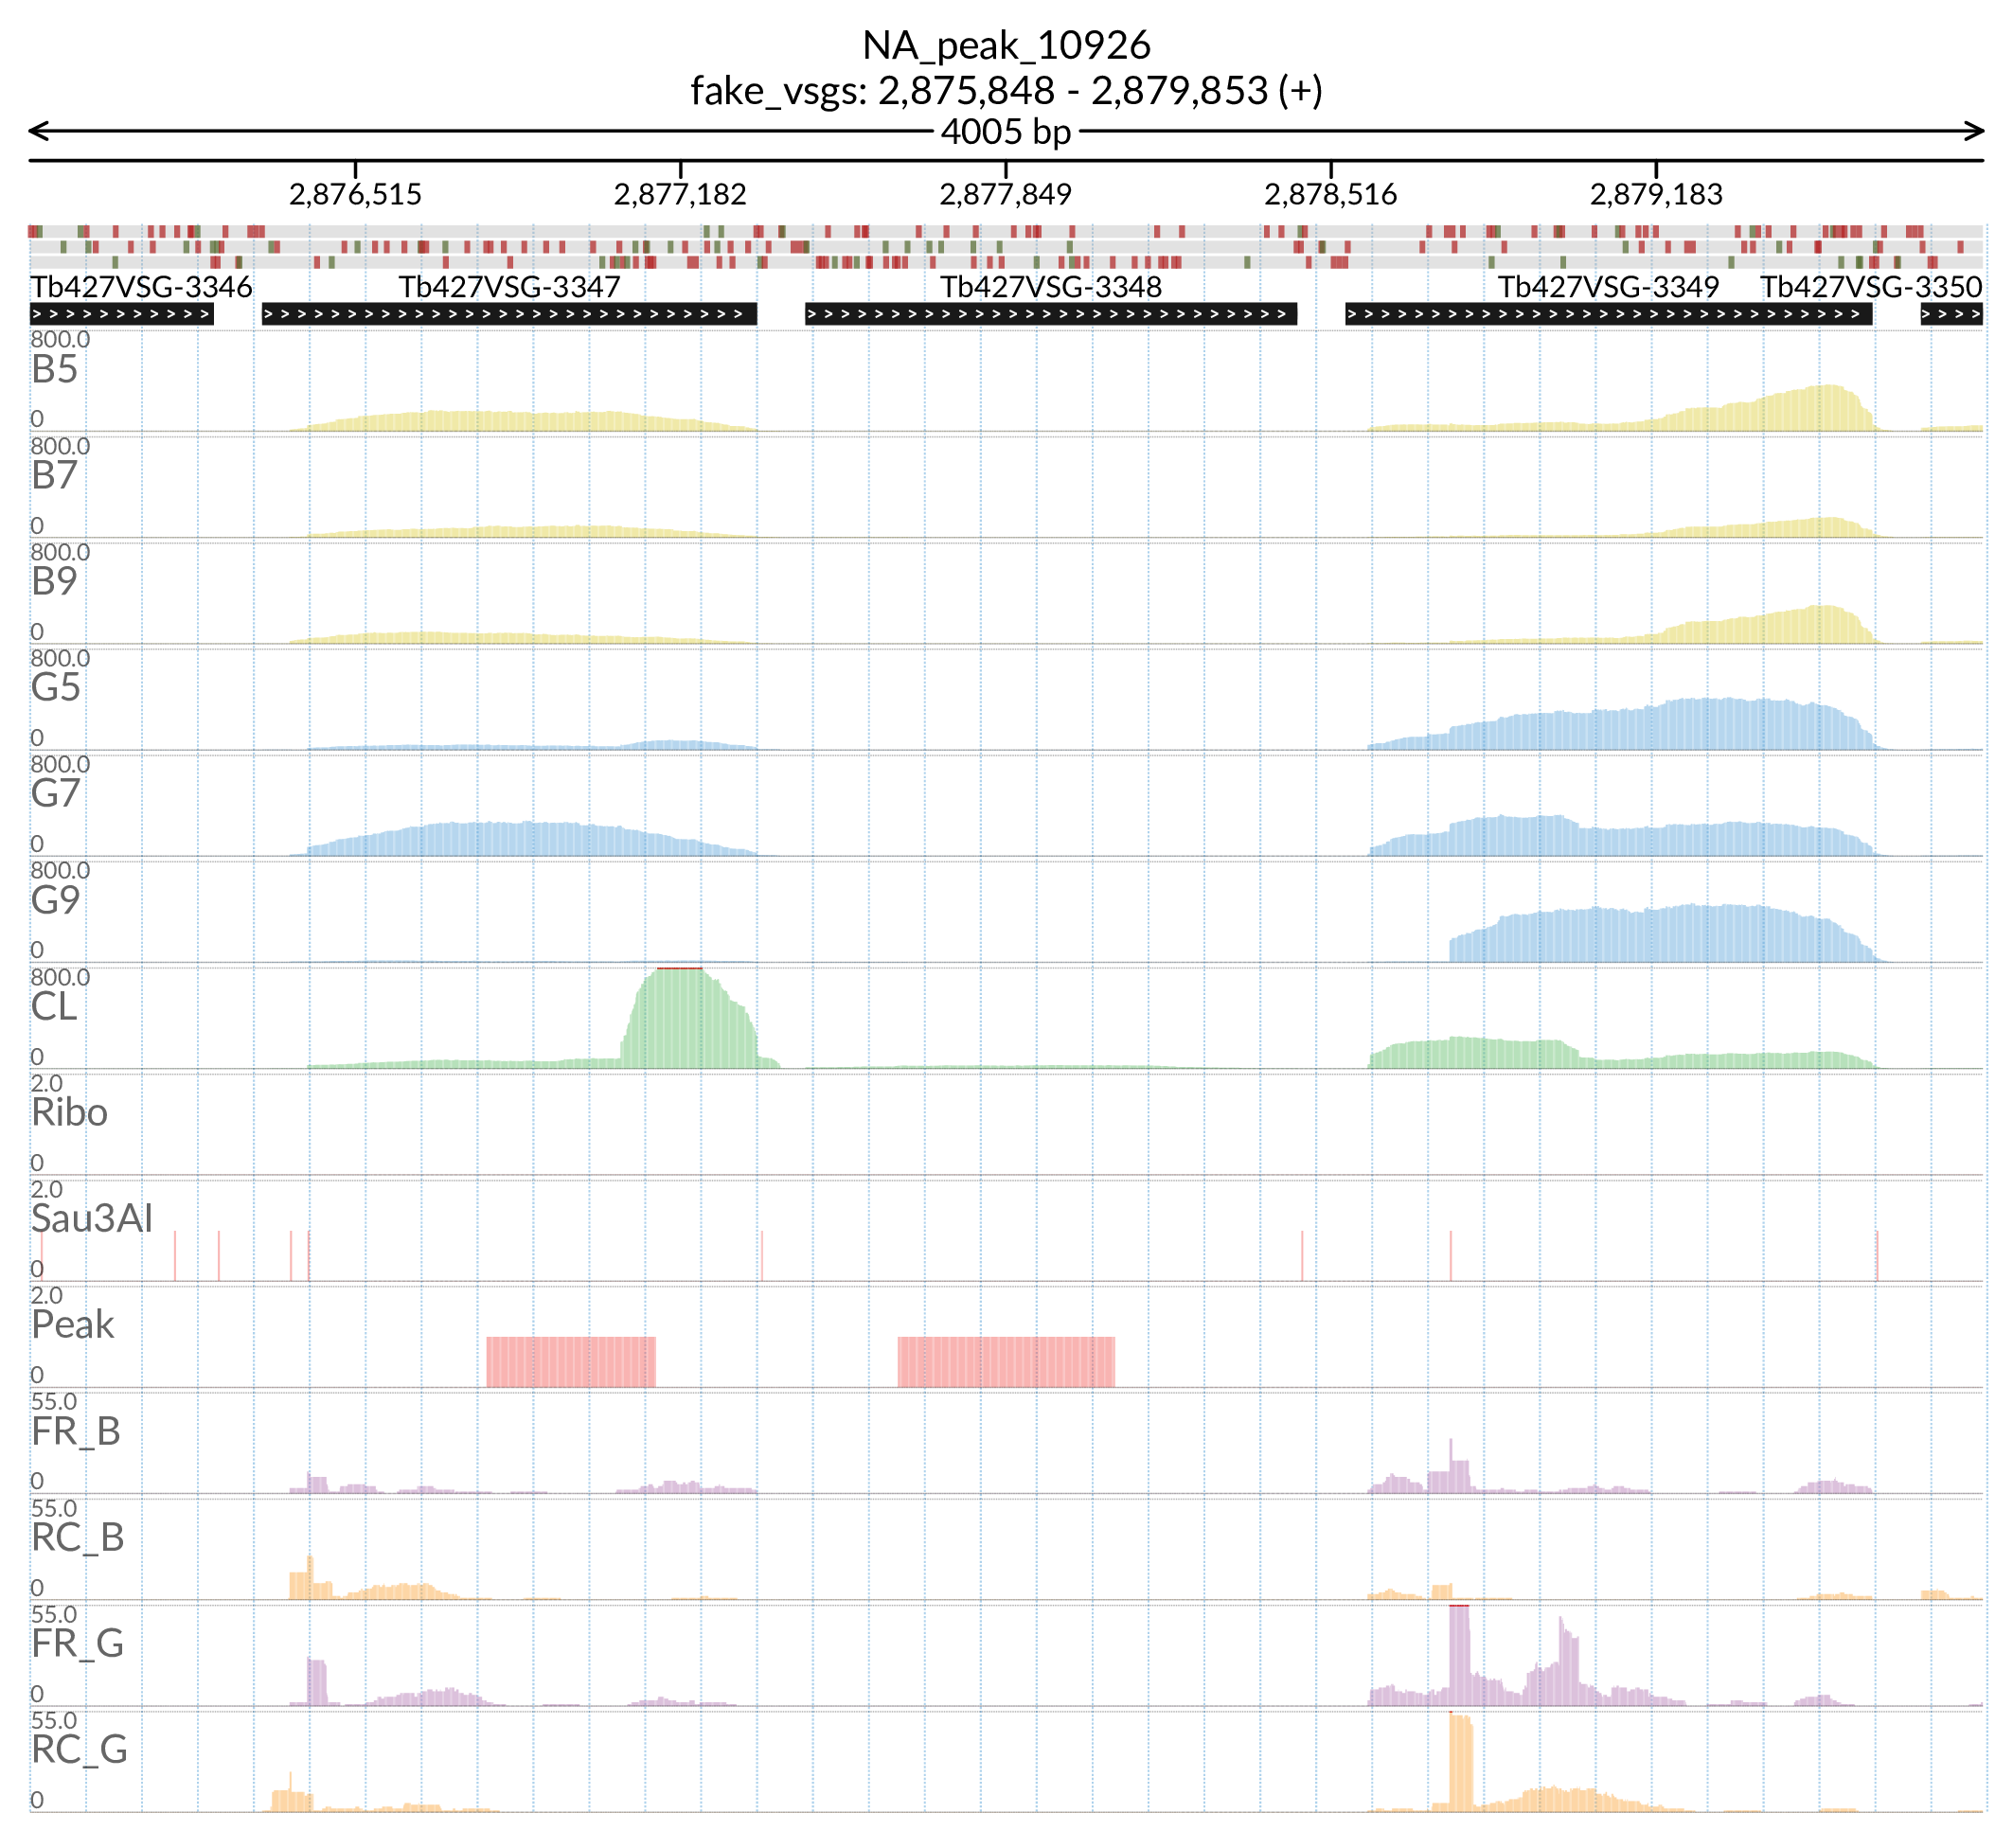 NA_peak_10926
fake_vsgs: 2,875,848 - 2,879,853 (+)
4005 bp
2,876,515 2,877,182 2,877,849 2,878,516 2,879,183
Tb427VSG-3346 Tb427VSG-3347 Tb427VSG-3348 Tb427VSG-3349 Tb427VSG-3350
800.0
B5
0
800.0
B7
0
800.0
B9
0
800.0
G5
0
800.0
G7
0
800.0
G9
0
800.0
CL
0
2.0
Ribo
0
2.0
Sau3AI
0
2.0
Peak
0
55.0
FR_B
0
55.0
RC_B
0
55.0
FR_G
0
55.0
RC_G
0